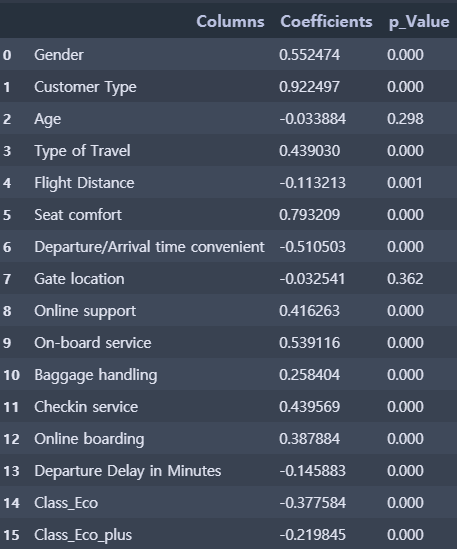 Columns Coefficients p_Value
0 Gender 0.552474 0.000
1 Customer Type 0.922497 0.000
2 Age -0.033884 0.298
3 Type of Travel 0.439030 0.000
4 Flight Distance -0.113213 0.001
5 Seat comfort 0.793209 0.000
6 Departure/Arrival time convenient -0.510503 0.000
7 Gate location -0.032541 0.362
8 Online support 0.416263 0.000
9 On-board service 0.539116 0.000
10 Baggage handling 0.258404 0.000
11 Checkin service 0.439569 0.000
12 Online boarding 0.387884 0.000
13 Departure Delay in Minutes -0.145883 0.000
14 Class_Eco -0.377584 0.000
15 Class_Eco_plus -0.219845 0.000